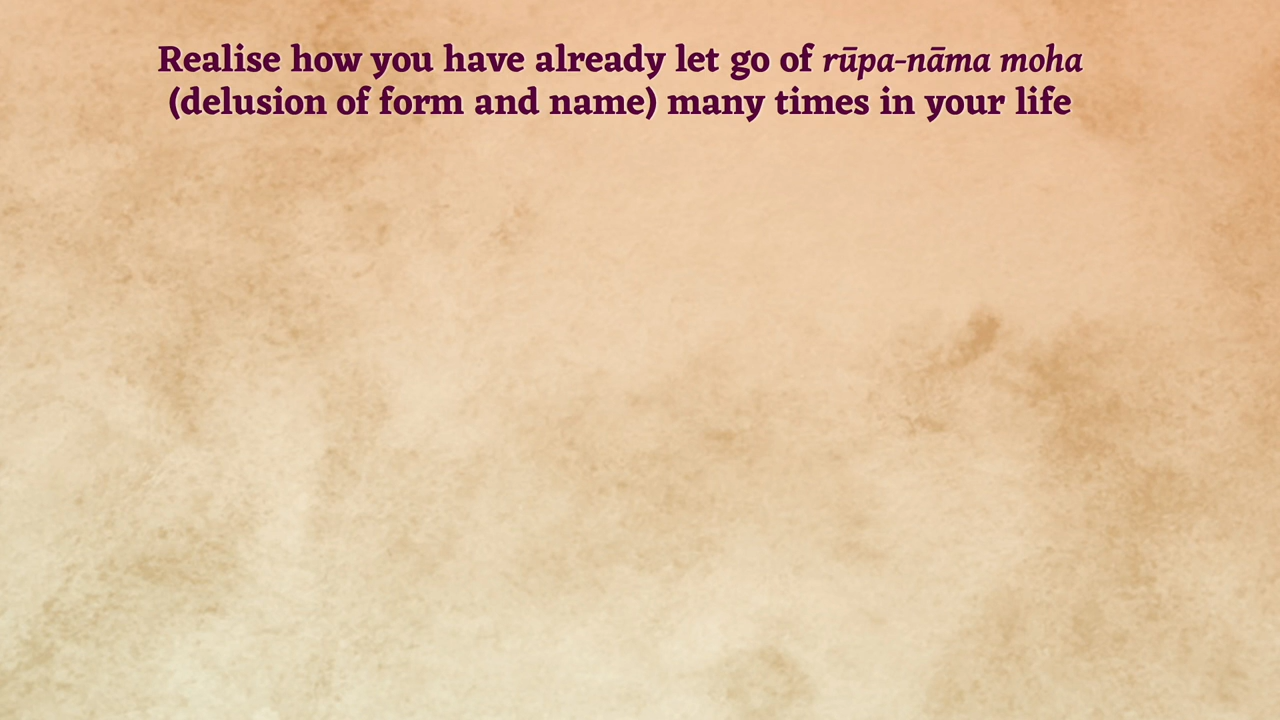 Realise how you have already let go of rūpa-nāma moha
(delusion of form and name) many times in your life